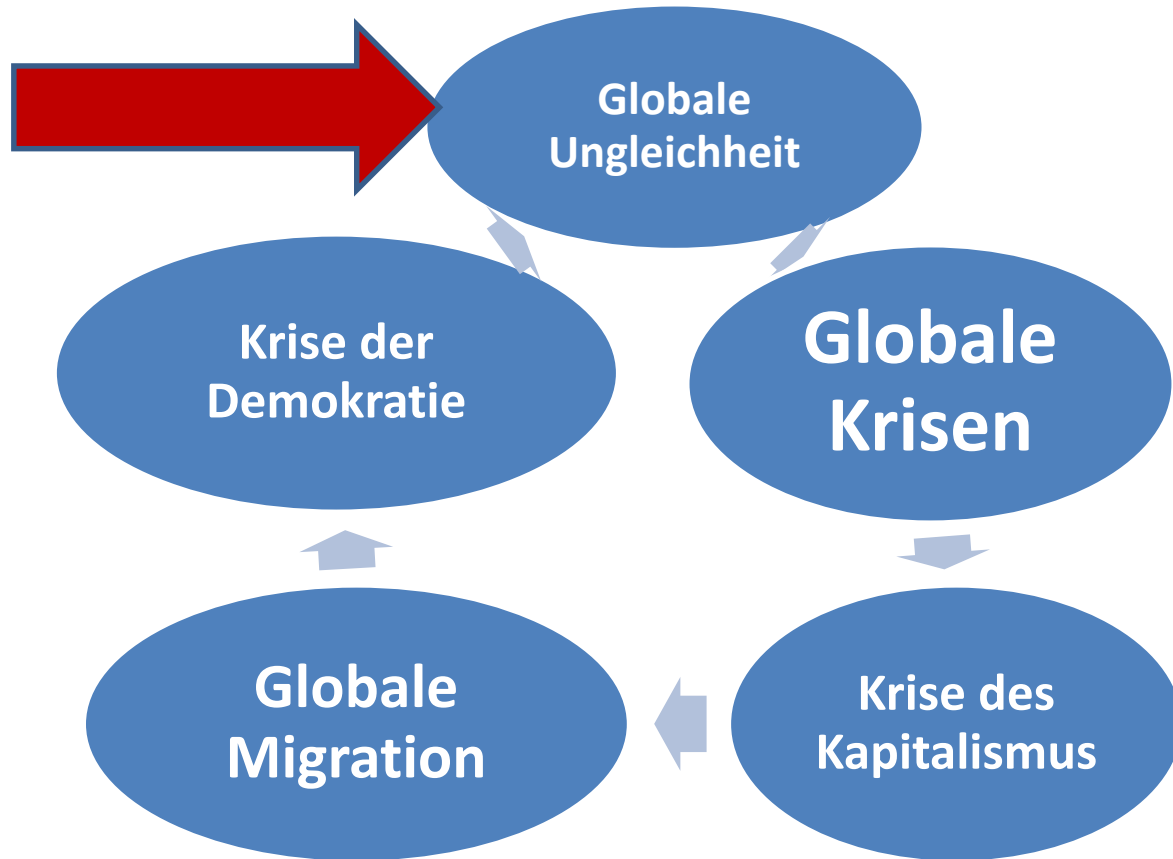 Globale
Ungleichheit
Globale
Krisen
Krise des
Kapitalismus
Globale
Migration
Krise der
Demokratie